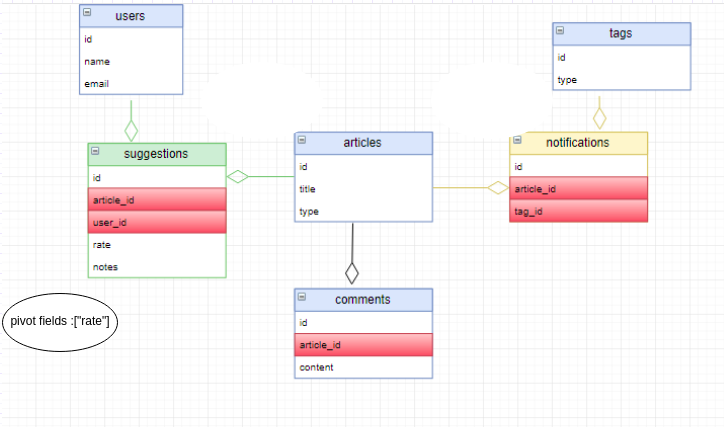 users
id
name
email
tags
id
type
suggestions
id
article_id
user_id
rate
notes
articles
id
title
type
notifications
id
article_id
tag_id
comments
id
article_id
content
pivot fields :["rate"]